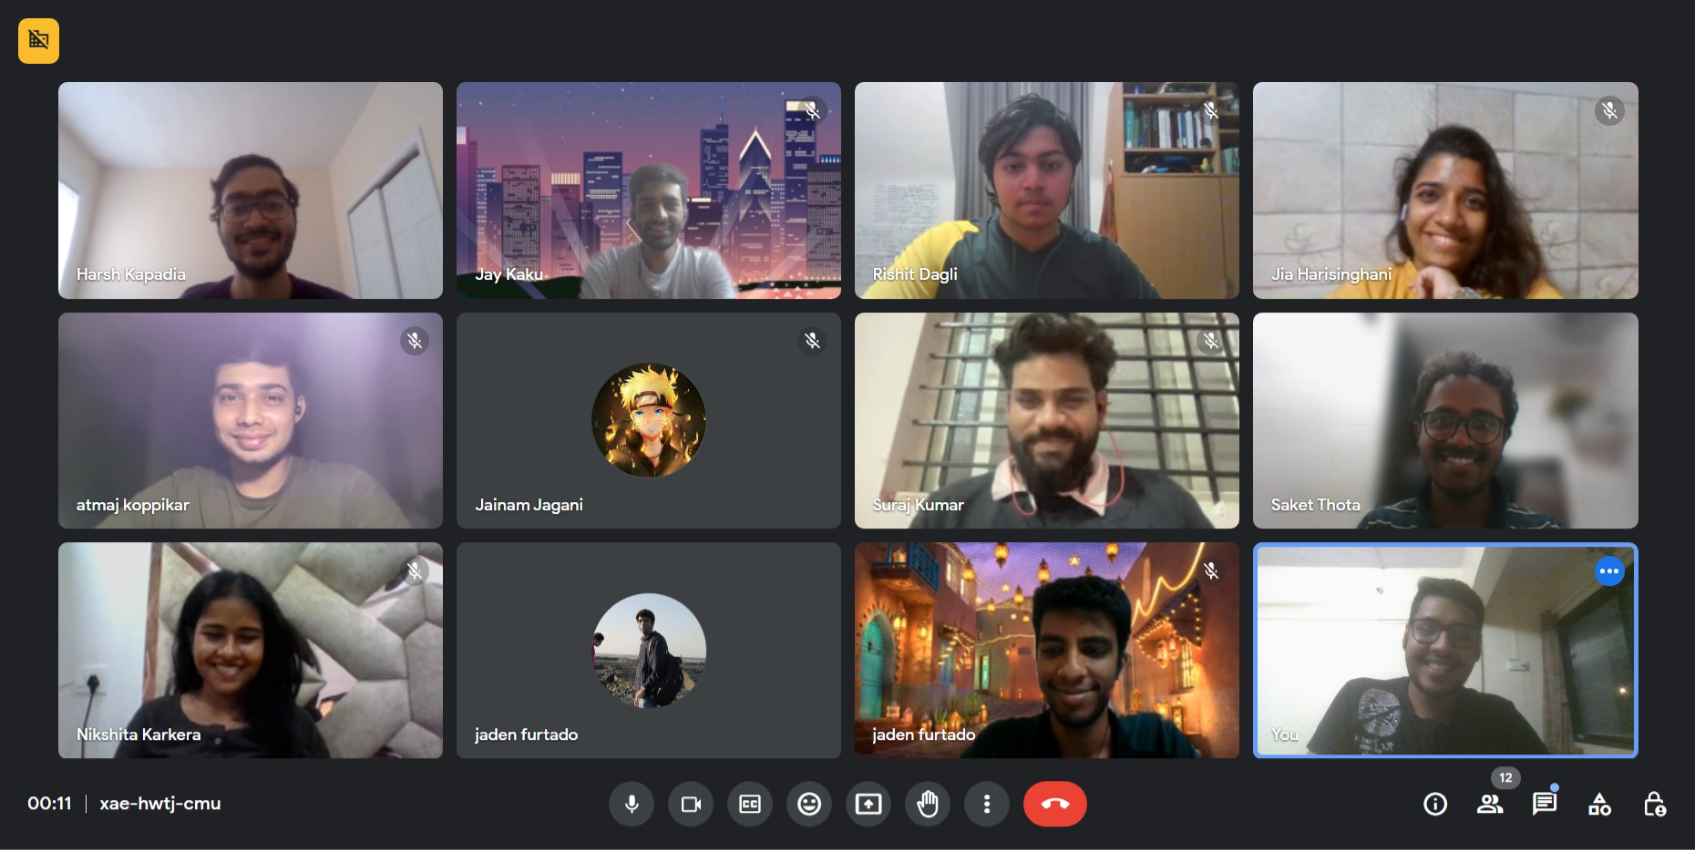 Harsh Kapadia
Jay Kaku
Rishit Dagli
Jia Harisinghani
atmaj koppikar
Jainam Jagani
Suraj Kumar
Saket Thota
Nikshita Karkera
jaden furtado
jaden furtado
You
12
00:11 | xae-hwtj-cmu
CC